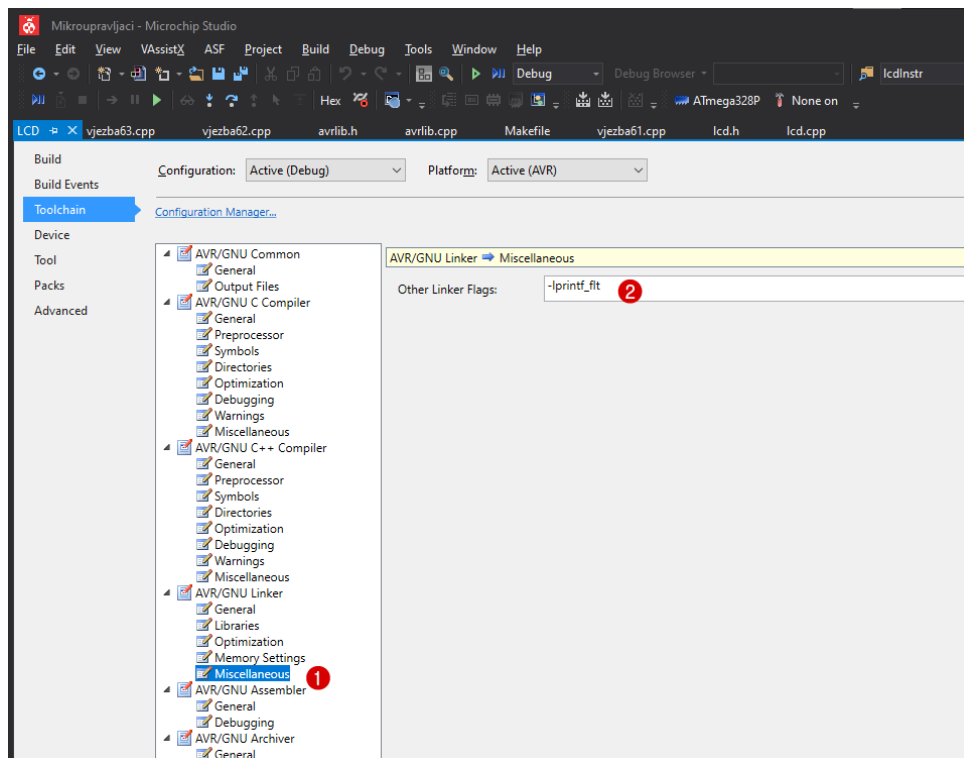 Mikroupravljaci - Microchip Studio
File Edit View VAssistX ASF Project Build Debug Tools Window Help
Debug Debug Browser lcdInstr
Hex ATmega328P None on
LCD vjezba63.cpp vjezba62.cpp avrlib.h avrlib.cpp Makefile vjezba61.cpp lcd.h lcd.cpp
Build
Build Events
Toolchain
Device
Tool
Packs
Advanced
Configuration: Active (Debug) Platform: Active (AVR)
Configuration Manager...
AVR/GNU Common
General
Output Files
AVR/GNU C Compiler
General
Preprocessor
Symbols
Directories
Optimization
Debugging
Warnings
Miscellaneous
AVR/GNU C++ Compiler
General
Preprocessor
Symbols
Directories
Optimization
Debugging
Warnings
Miscellaneous
AVR/GNU Linker
General
Libraries
Optimization
Memory Settings
Miscellaneous 1
AVR/GNU Assembler
General
Debugging
AVR/GNU Archiver
General
AVR/GNU Linker Miscellaneous
Other Linker Flags: -lprintf_flt 2